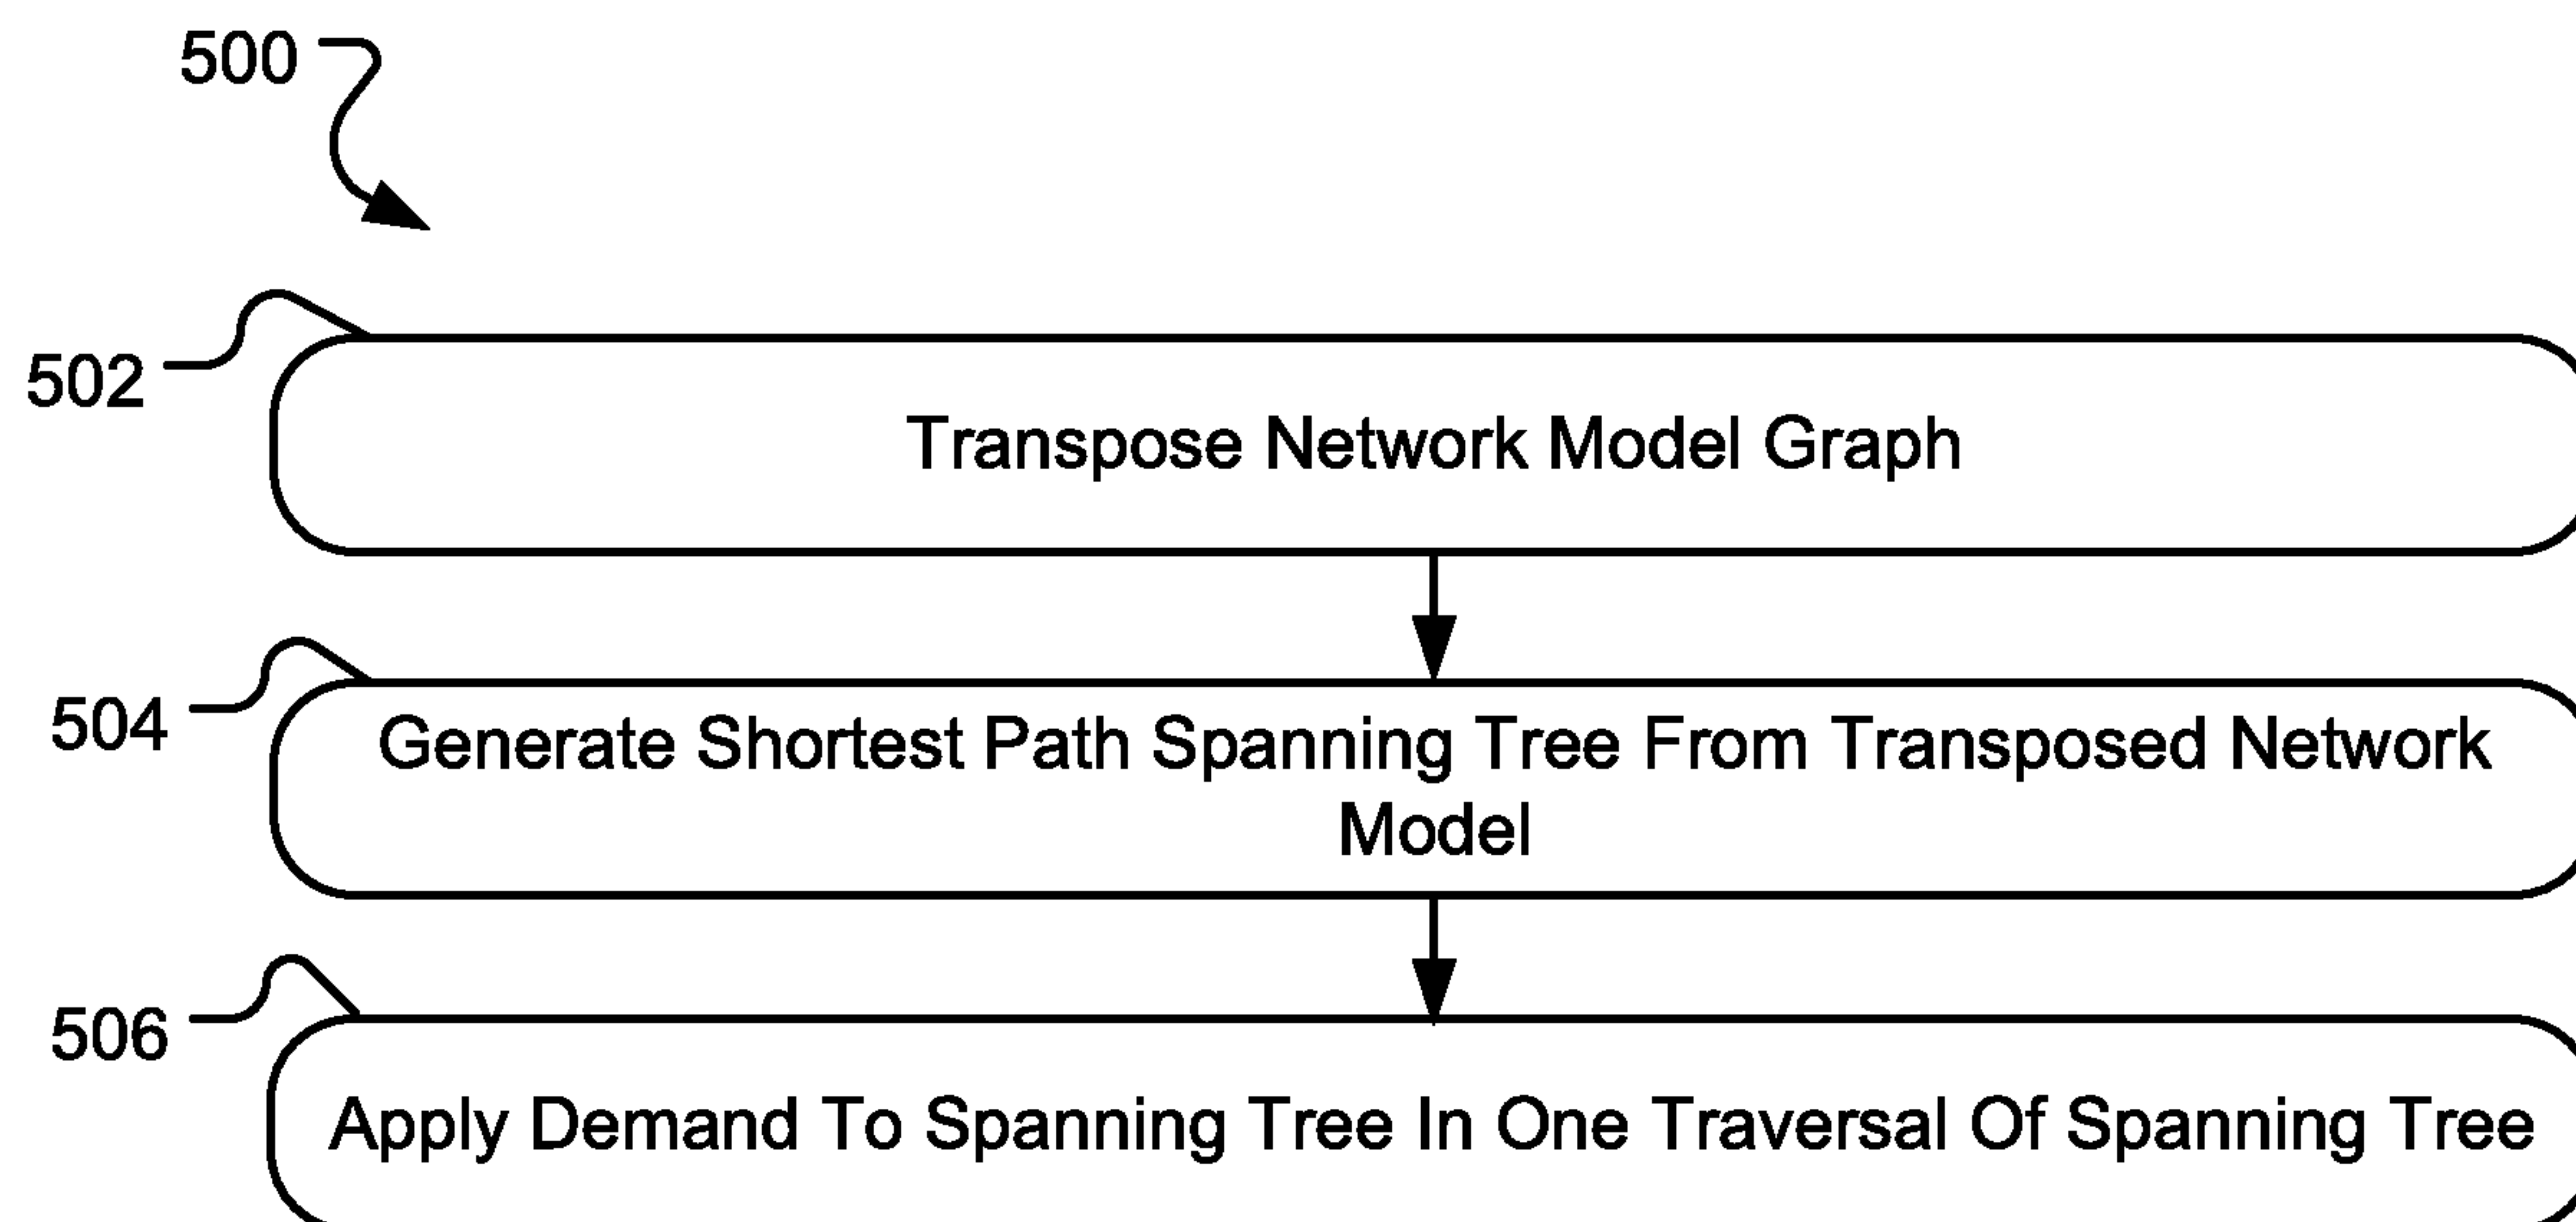 500
502
Transpose Network Model Graph
504
Generate Shortest Path Spanning Tree From Transposed Network
Model
506
Apply Demand To Spanning Tree In One Traversal Of Spanning Tree